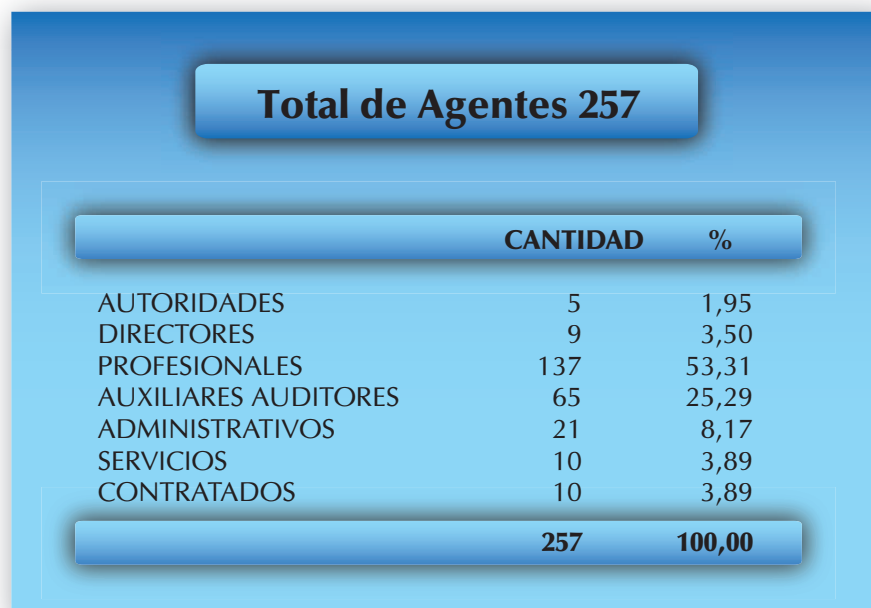 Total de Agentes 257
CANTIDAD %
AUTORIDADES 5 1,95
DIRECTORES 9 3,50
PROFESIONALES 137 53,31
AUXILIARES AUDITORES 65 25,29
ADMINISTRATIVOS 21 8,17
SERVICIOS 10 3,89
CONTRATADOS 10 3,89
257 100,00